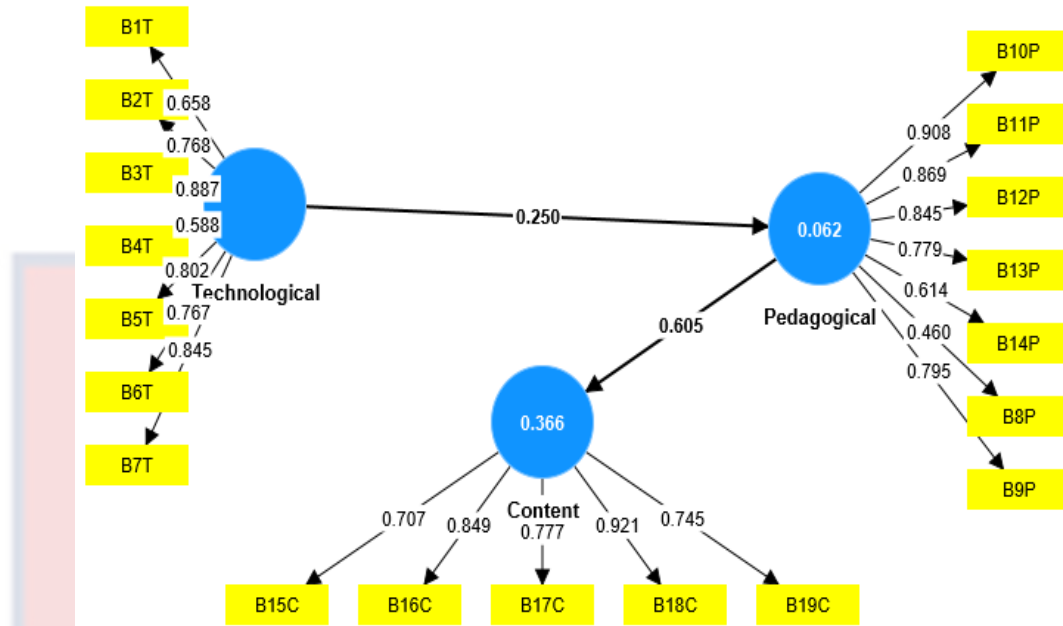 B1T
B2T
B3T
B4T
B5T
B6T
B7T
0.658
0.768
0.887
0.588
0.802
0.767
0.845
Technological
0.250
0.062
Pedagogical
0.605
0.908
0.869
0.845
0.779
0.614
0.460
0.795
B10P
B11P
B12P
B13P
B14P
B8P
B9P
0.366
Content
0.707
0.849
0.777
0.921
0.745
B15C
B16C
B17C
B18C
B19C